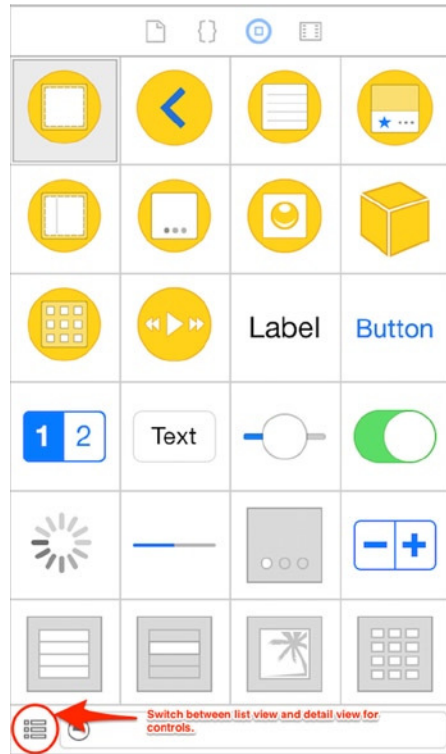 Label
Button
1 2
Text
Switch between list view and detail view for
controls.